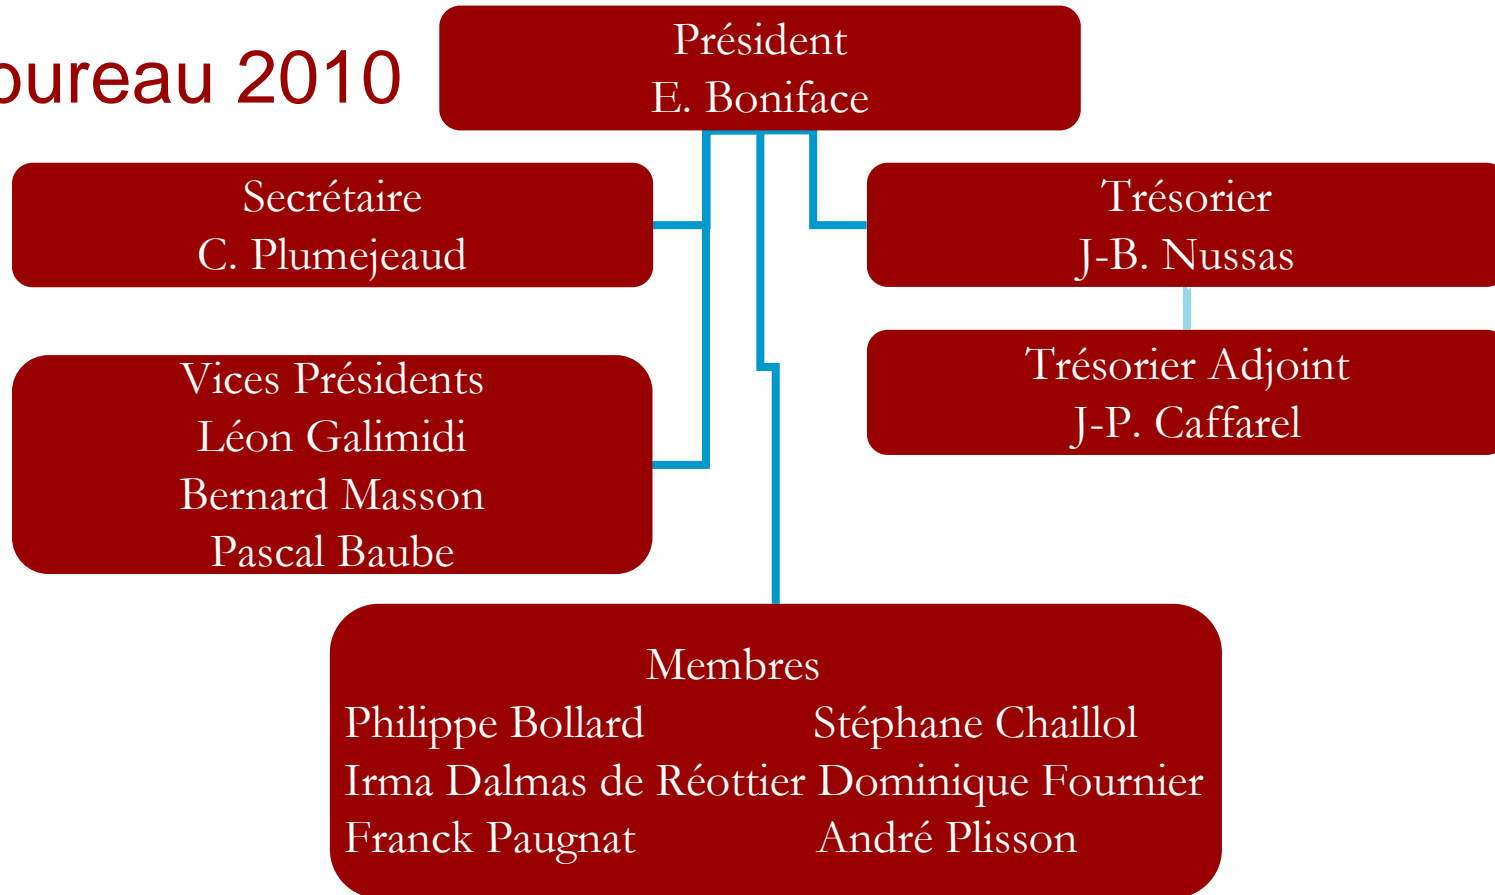 bureau 2010
Président
E. Boniface
Secrétaire
C. Plumejeaud
Trésorier
J-B. Nussas
Vices Présidents
Léon Galimidi
Bernard Masson
Pascal Baube
Trésorier Adjoint
J-P. Caffarel
Membres
Philippe Bollard Stéphane Chaillol
Irma Dalmas de Réottier Dominique Fournier
Franck Paugnat André Plisson